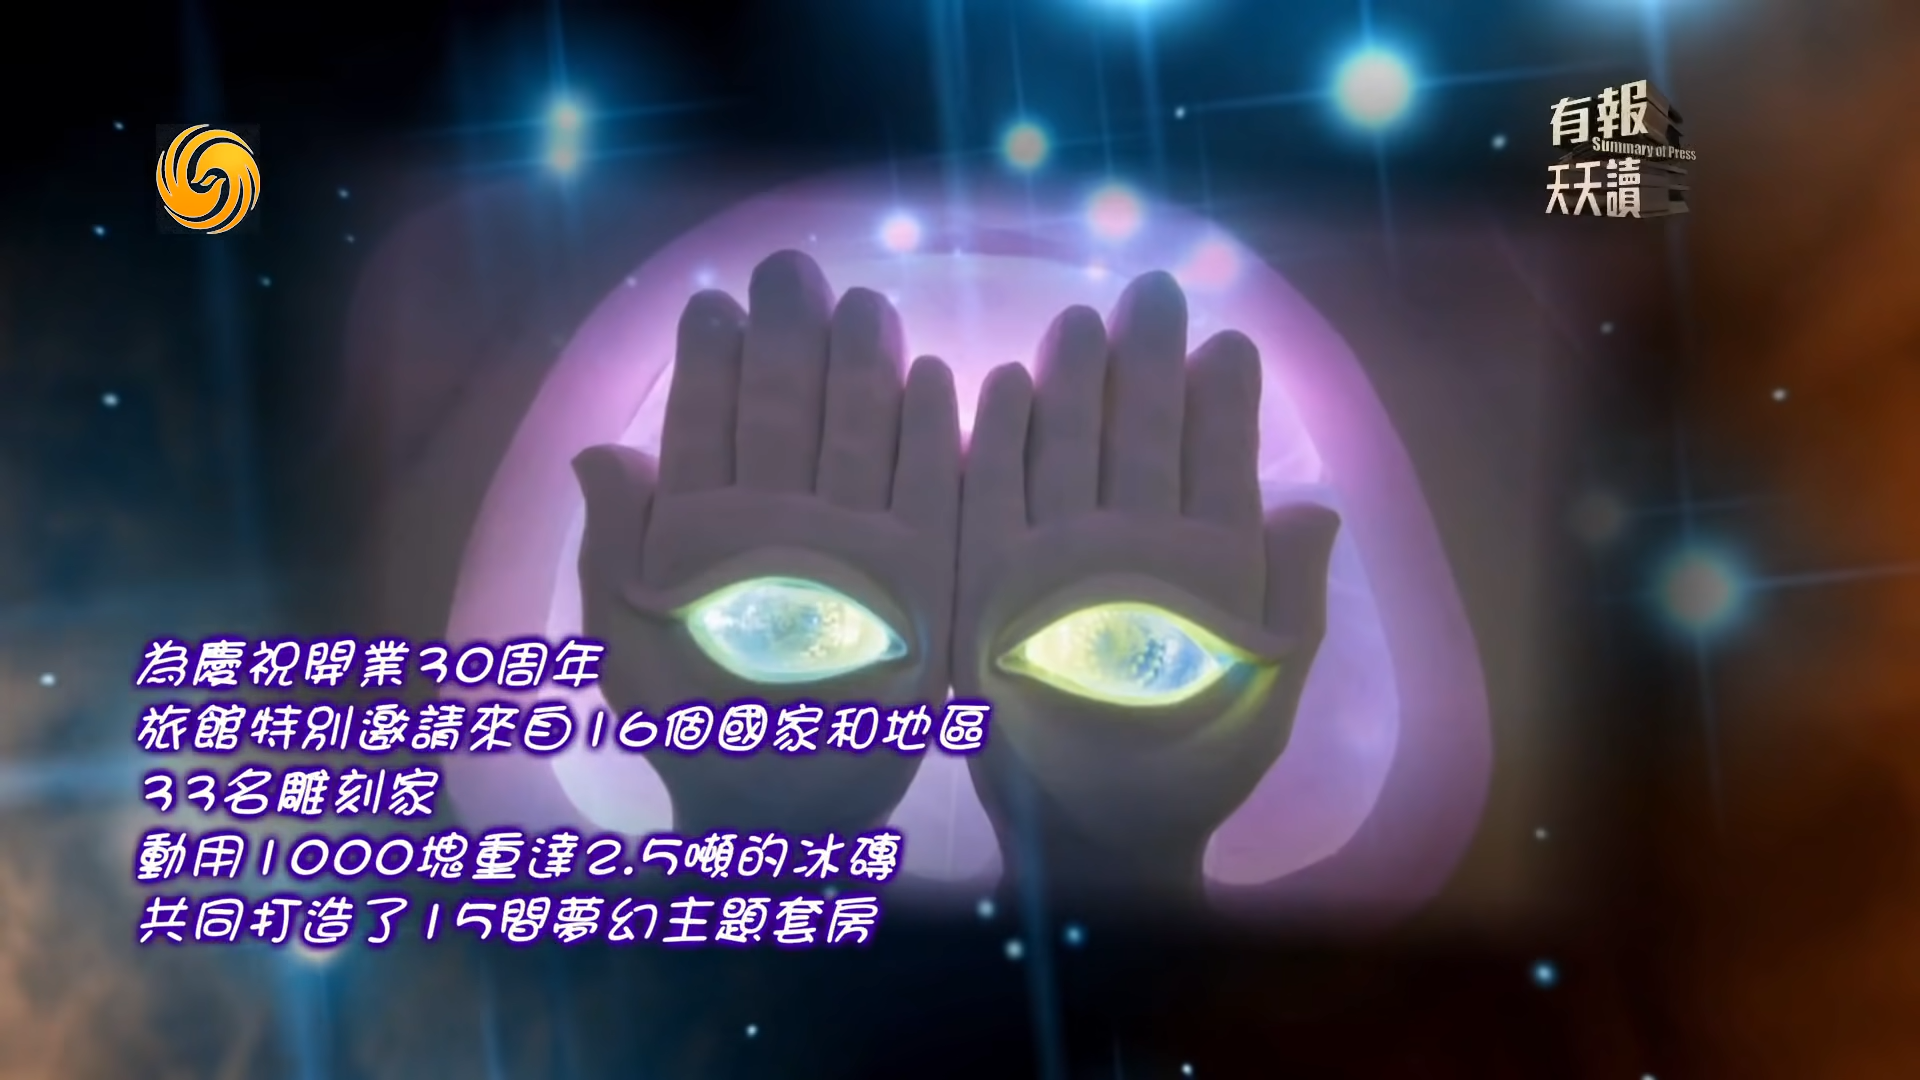 有報
Summary of Press
天天讀
為慶祝開業30周年
旅館特別邀請來自16個國家和地區
33名雕刻家
動用1000塊重達2.5噸的冰磚
共同打造了15間夢幻主題套房